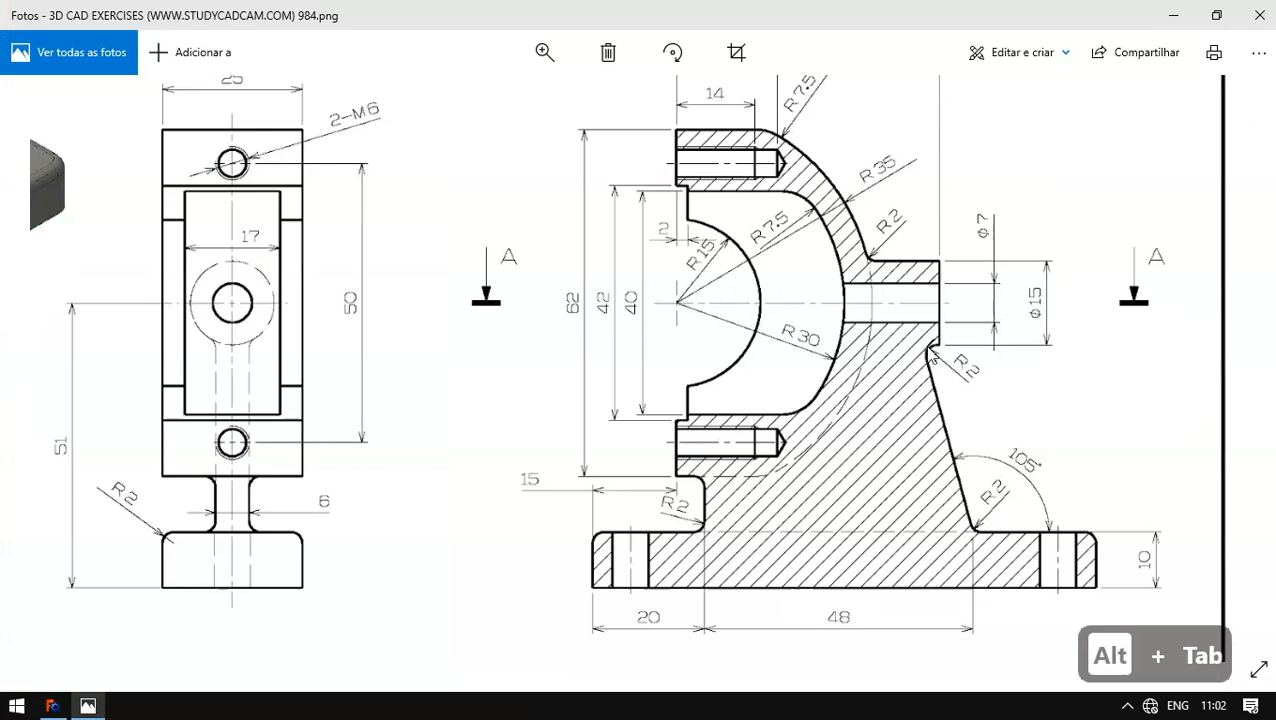 Fotos - 3D CAD EXERCISES (WWW.STUDYCADCAM.COM) 984.png
Ver todas as fotos
Adicionar a
Editar e criar
Compartilhar
25
2-M6
14
R7.5
R35
R2
φ7
17
2
R15
R7.5
A
A
50
62
42
40
φ15
R30
R2
51
15
R2
105°
R2
R2
6
10
20
48
Alt + Tab
ENG
11:02